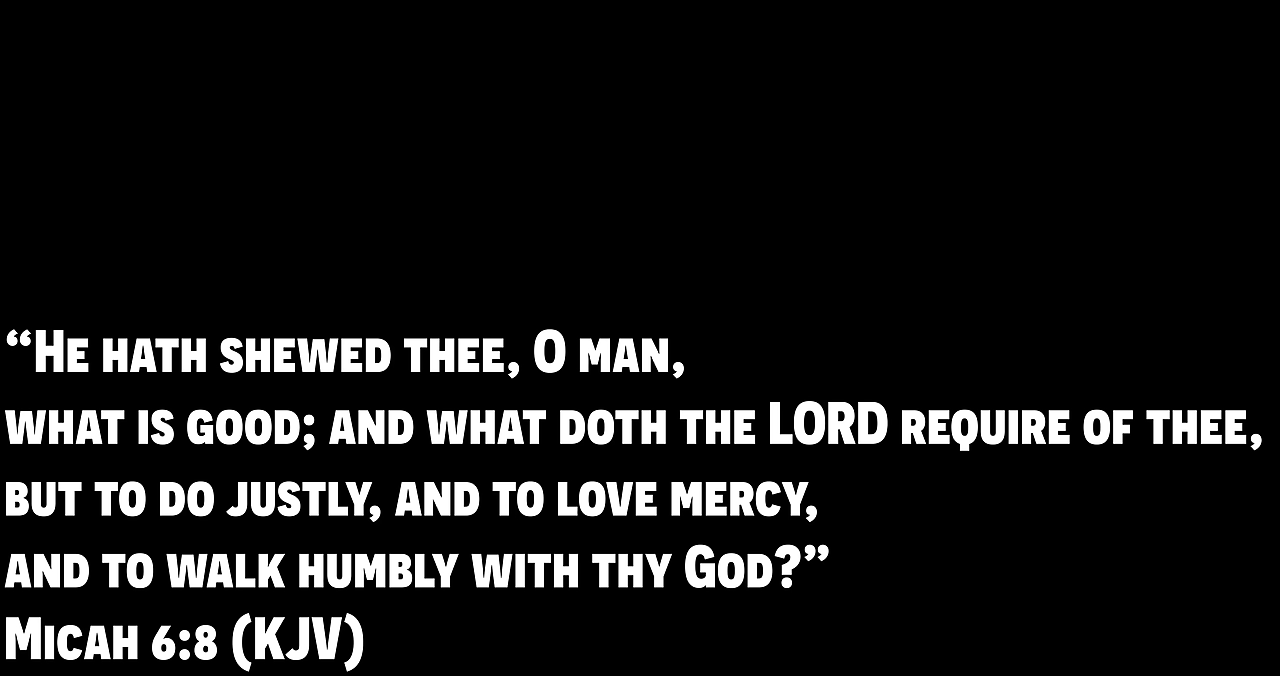 “He hath shewed thee, O man,
what is good; and what doth the LORD require of thee,
but to do justly, and to love mercy,
and to walk humbly with thy God?”
Micah 6:8 (KJV)